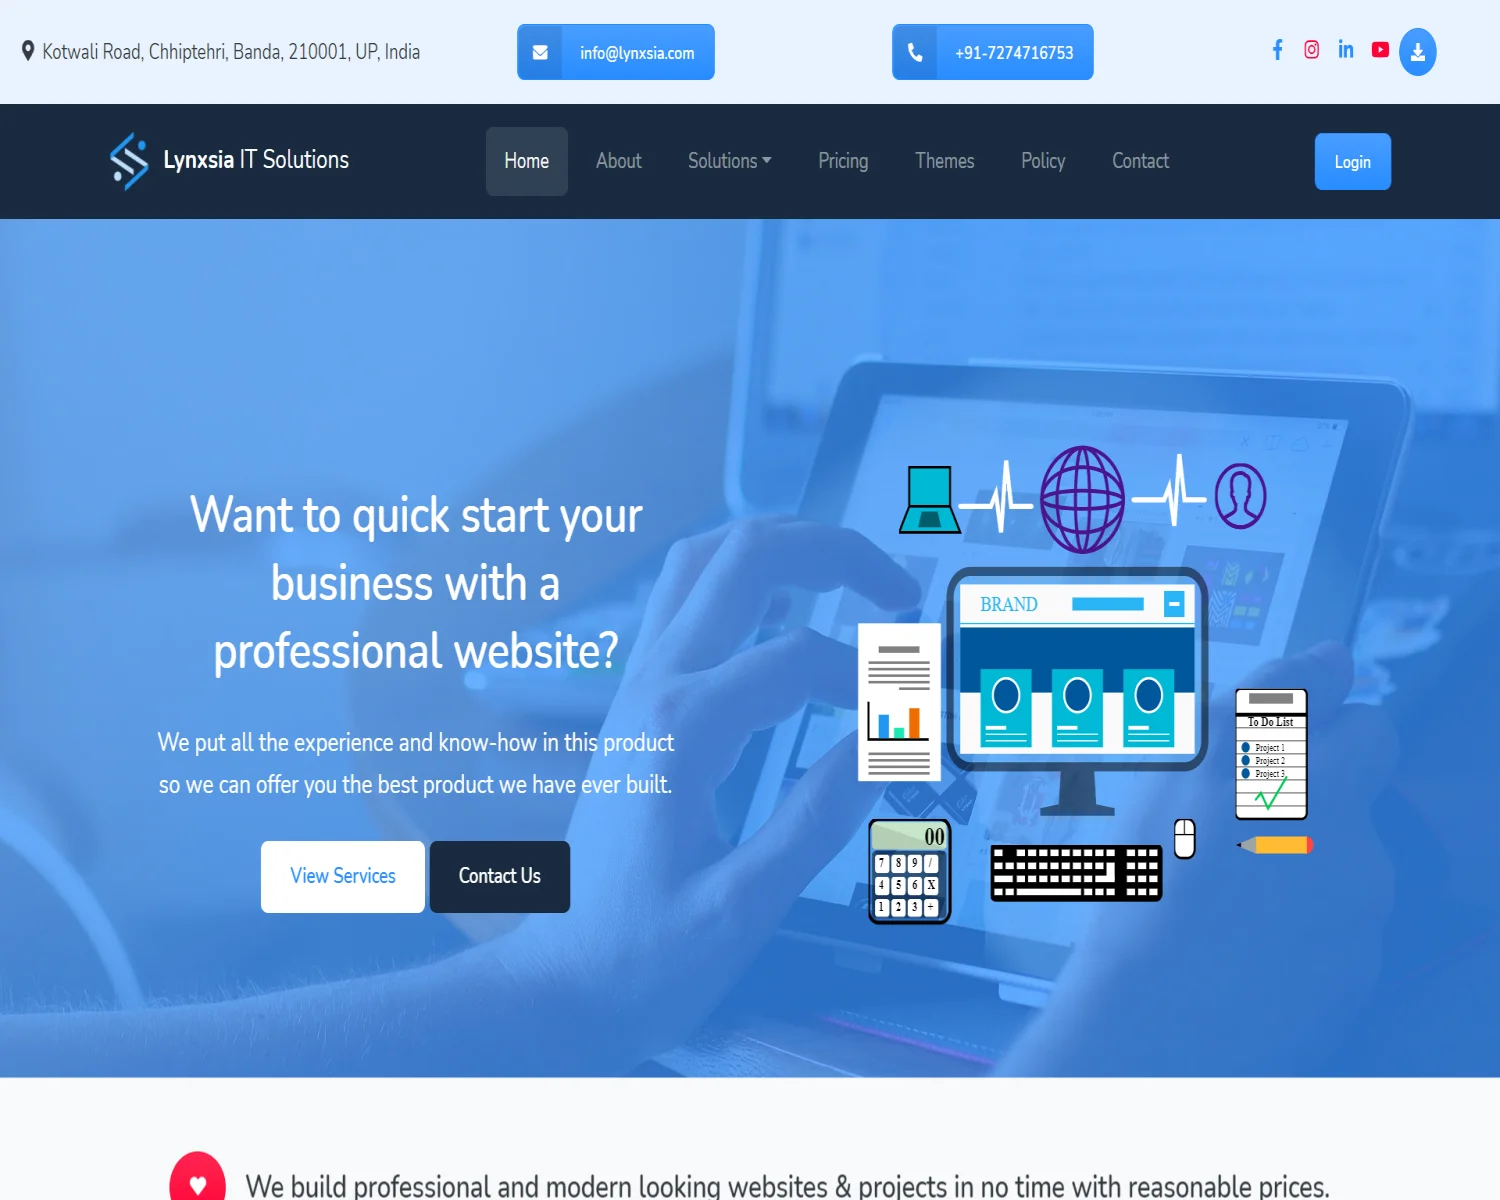 Kotwali Road, Chhiptehri, Banda, 210001, UP, India
info@lynxsia.com
+91-7274716753
Lynxsia IT Solutions
Home
About
Solutions
Pricing
Themes
Policy
Contact
Login
Want to quick start your
business with a
professional website?
We put all the experience and know-how in this product
so we can offer you the best product we have ever built.
View Services
Contact Us
BRAND
To Do List
Project 1
Project 2
Project 3
00
7 8 9 /
4 5 6 X
1 2 3 +
We build professional and modern looking websites & projects in no time with reasonable prices.